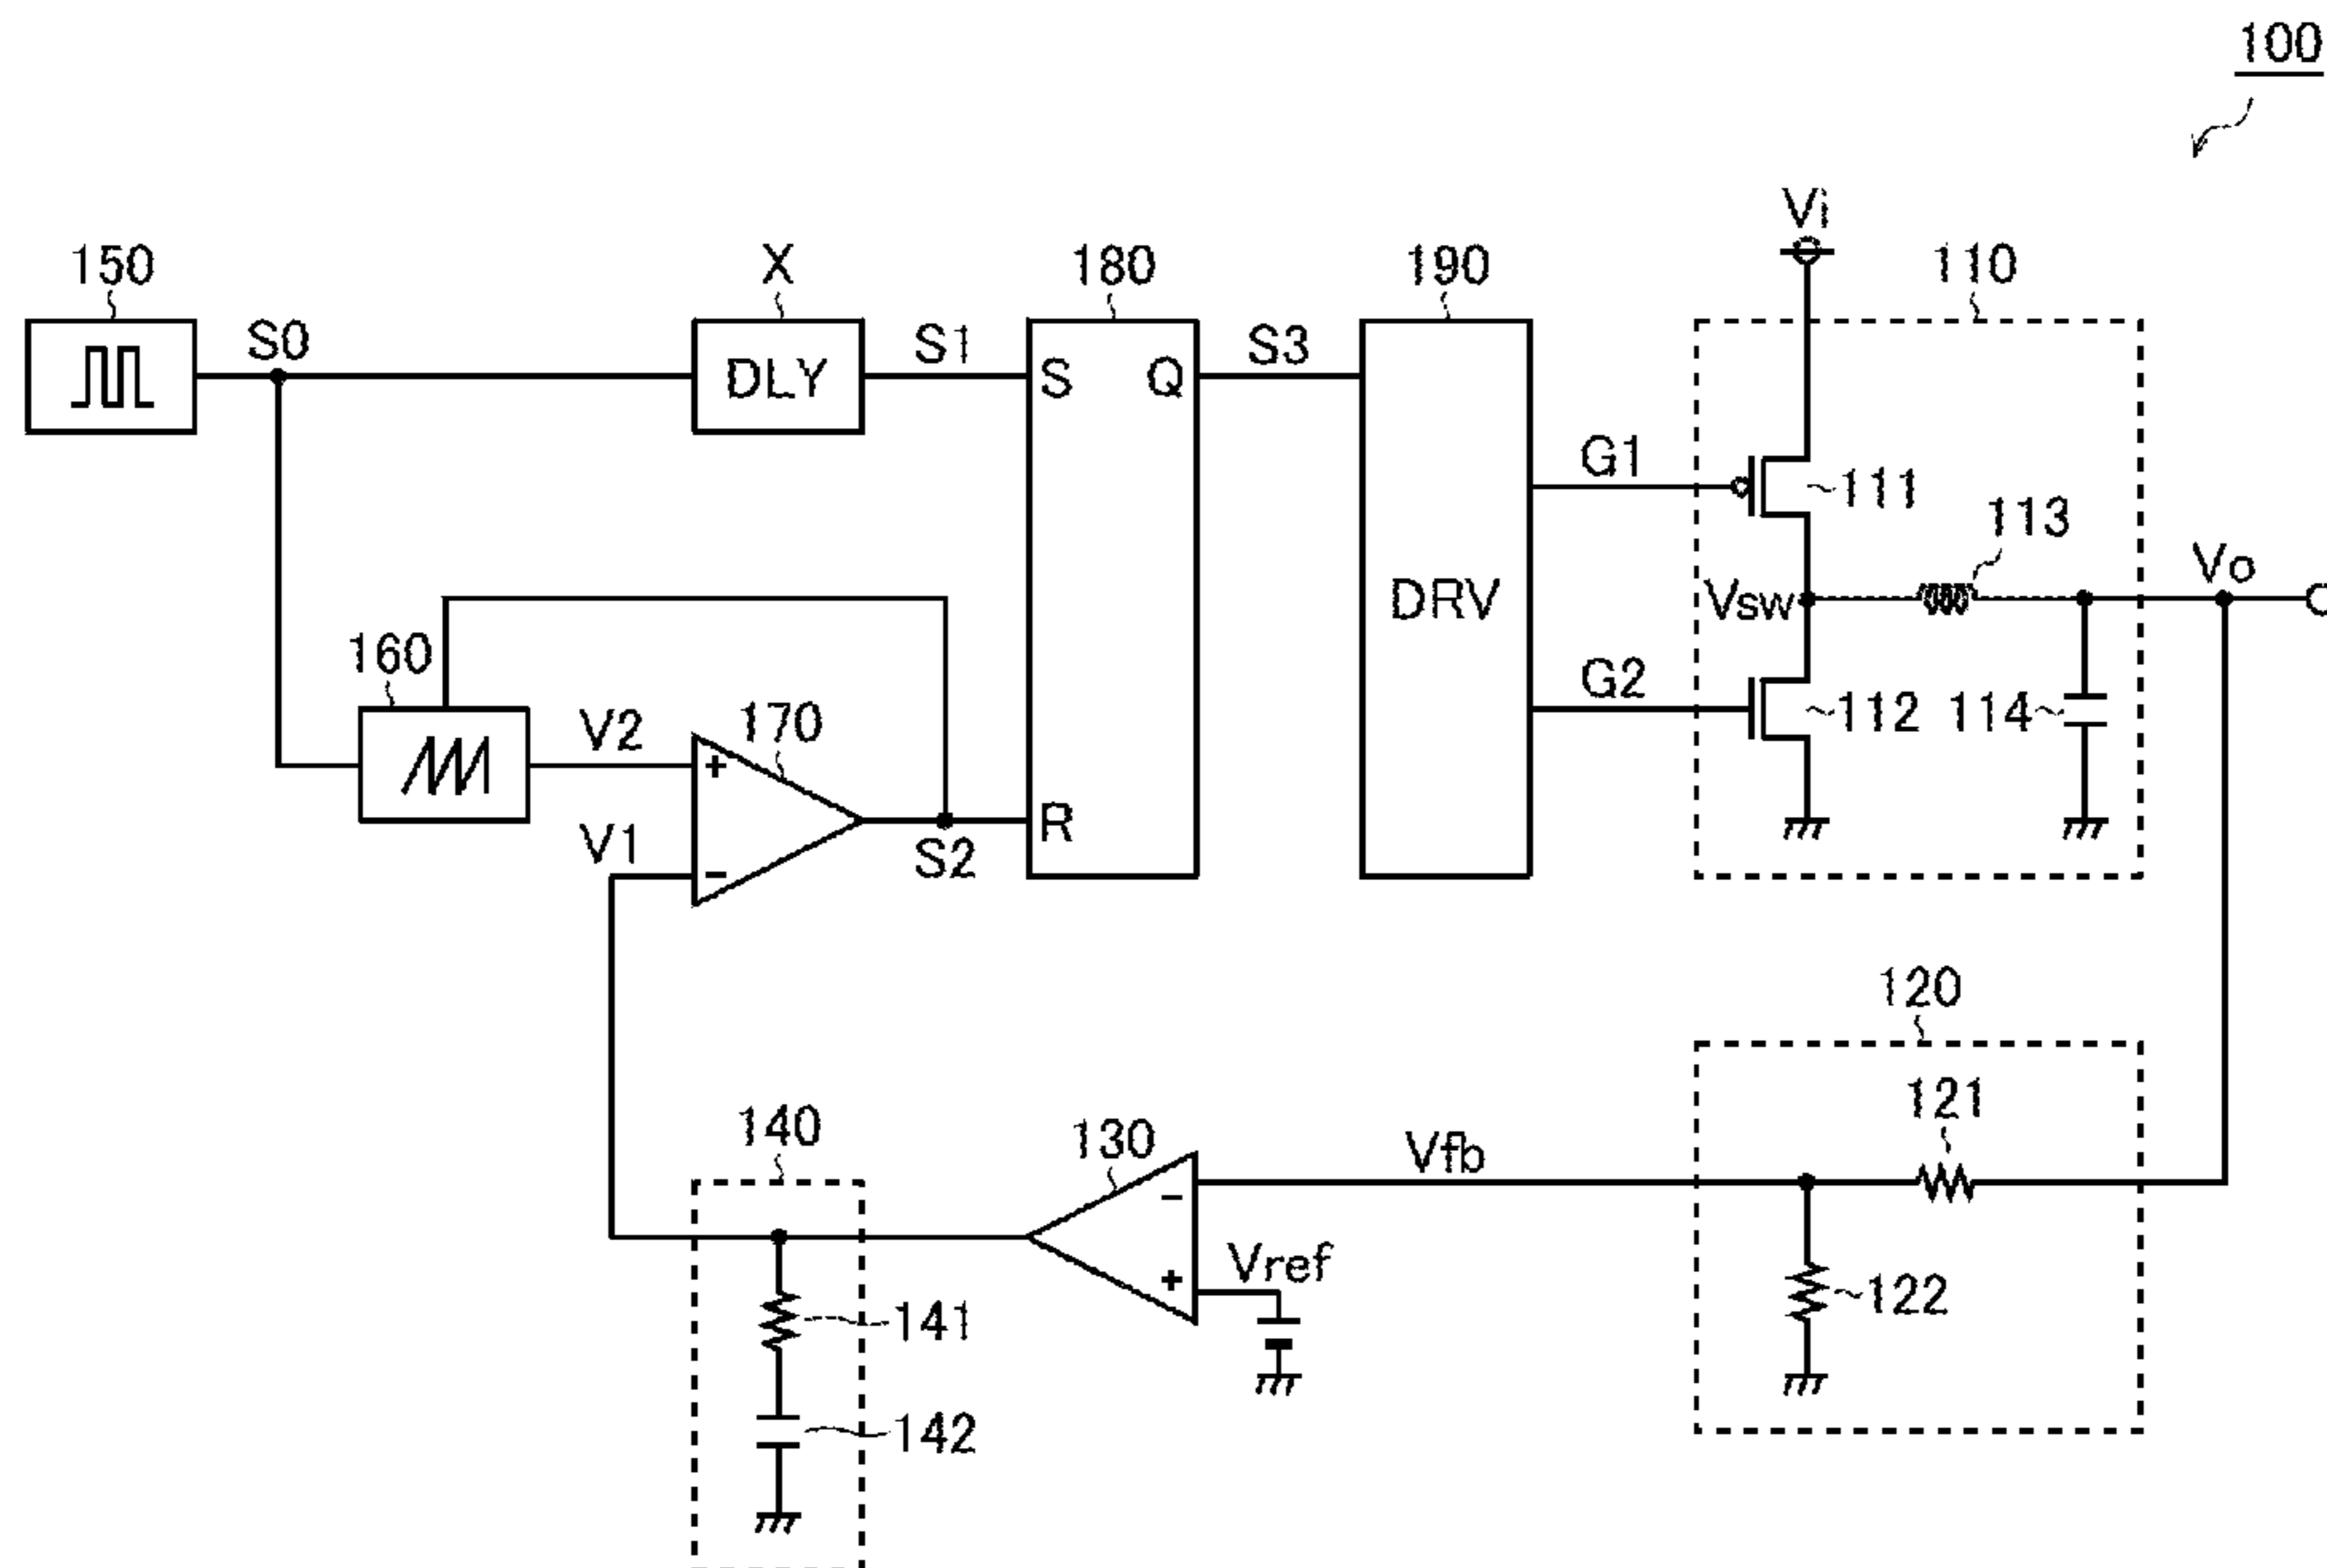 100
Vi
150
X
180
190
110
S0
DLY
S1
S
Q
S3
G1
111
113
Vo
DRV
Vsw
160
G2
V2
170
112
114
+
V1
-
R
S2
120
121
140
130
Vfb
-
+
Vref
122
141
142